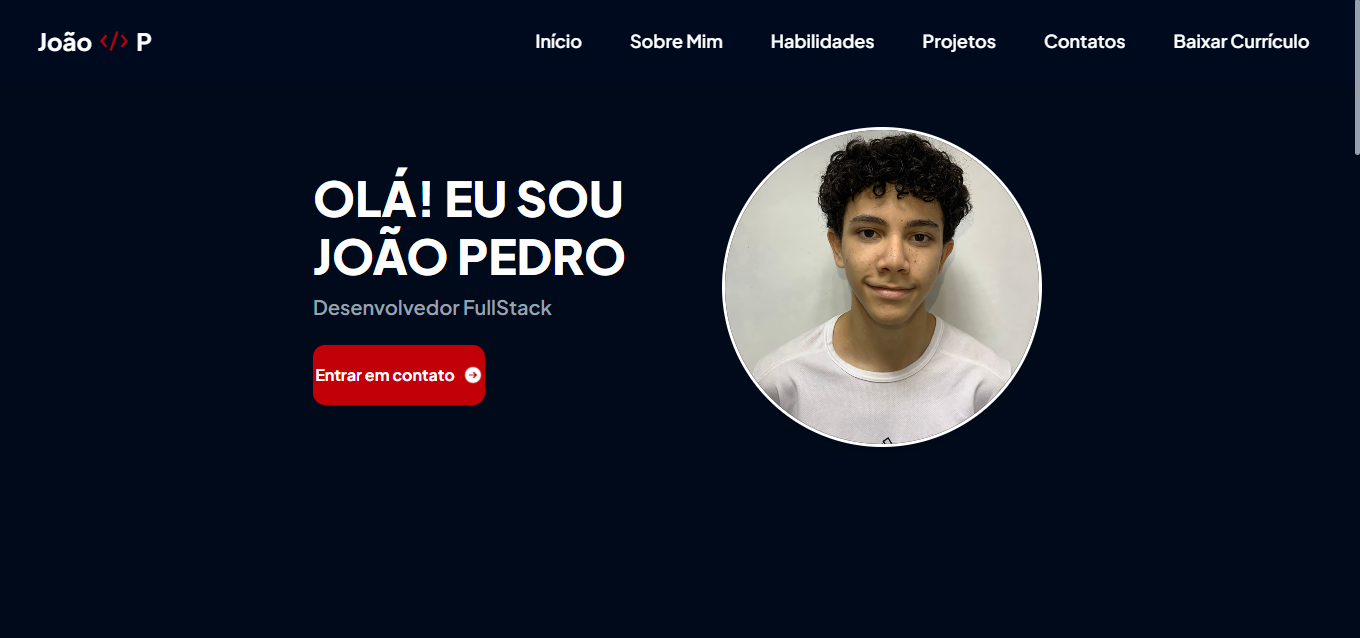 João </> P
Início
Sobre Mim
Habilidades
Projetos
Contatos
Baixar Currículo
OLÁ! EU SOU
JOÃO PEDRO
Desenvolvedor FullStack
Entrar em contato